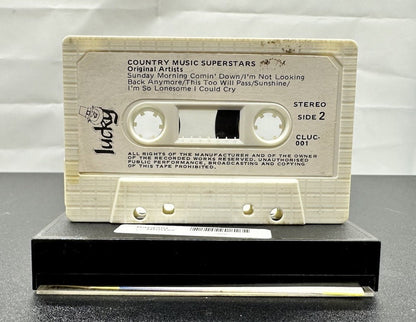 COUNTRY MUSIC SUPERSTARS
Original Artists
Sunday Morning Comin' Down/I'm Not Looking
Back Anymore/This Too Will Pass/Sunshine/
I'm So Lonesome I Could Cry
STEREO
SIDE 2
lucky
CLUC-
001
ALL RIGHTS OF THE MANUFACTURER AND OF THE OWNER
OF THE RECORDED WORKS RESERVED. UNAUTHORISED
PUBLIC PERFORMANCE, BROADCASTING AND COPYING
OF THIS TAPE PROHIBITED.